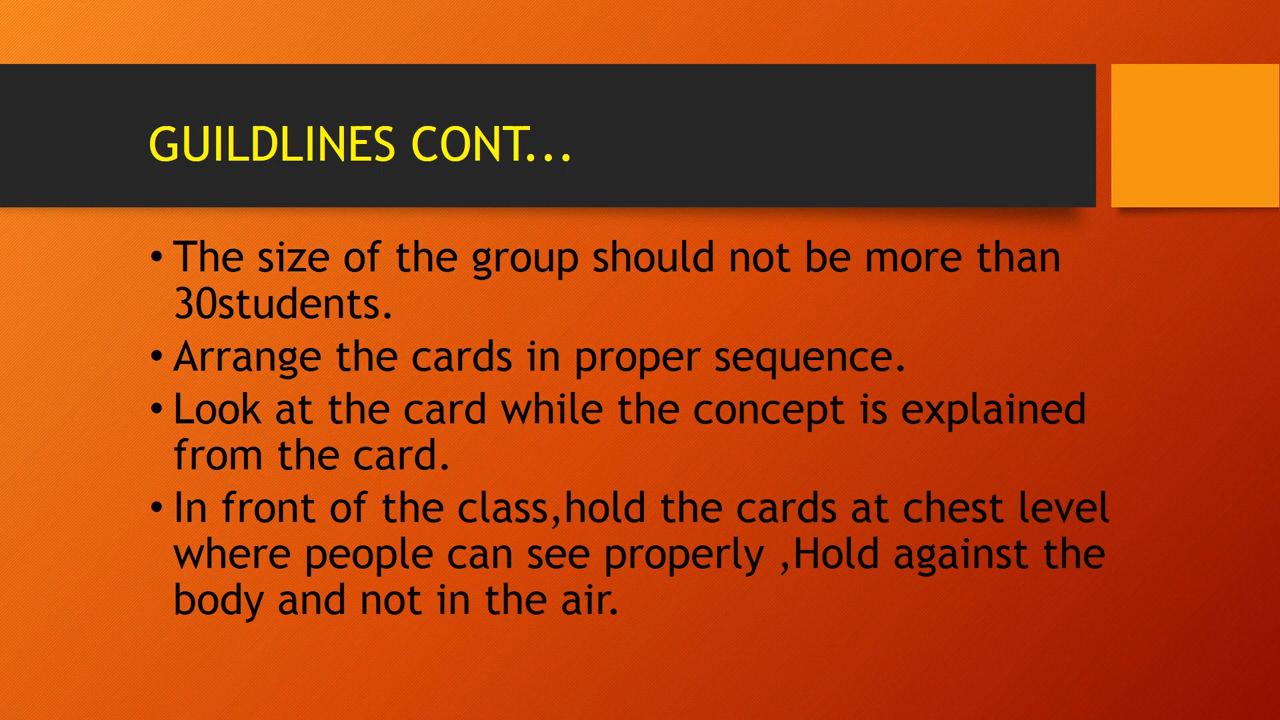 GUILDLINES CONT...
• The size of the group should not be more than
30students.
• Arrange the cards in proper sequence.
• Look at the card while the concept is explained
from the card.
• In front of the class,hold the cards at chest level
where people can see properly ,Hold against the
body and not in the air.